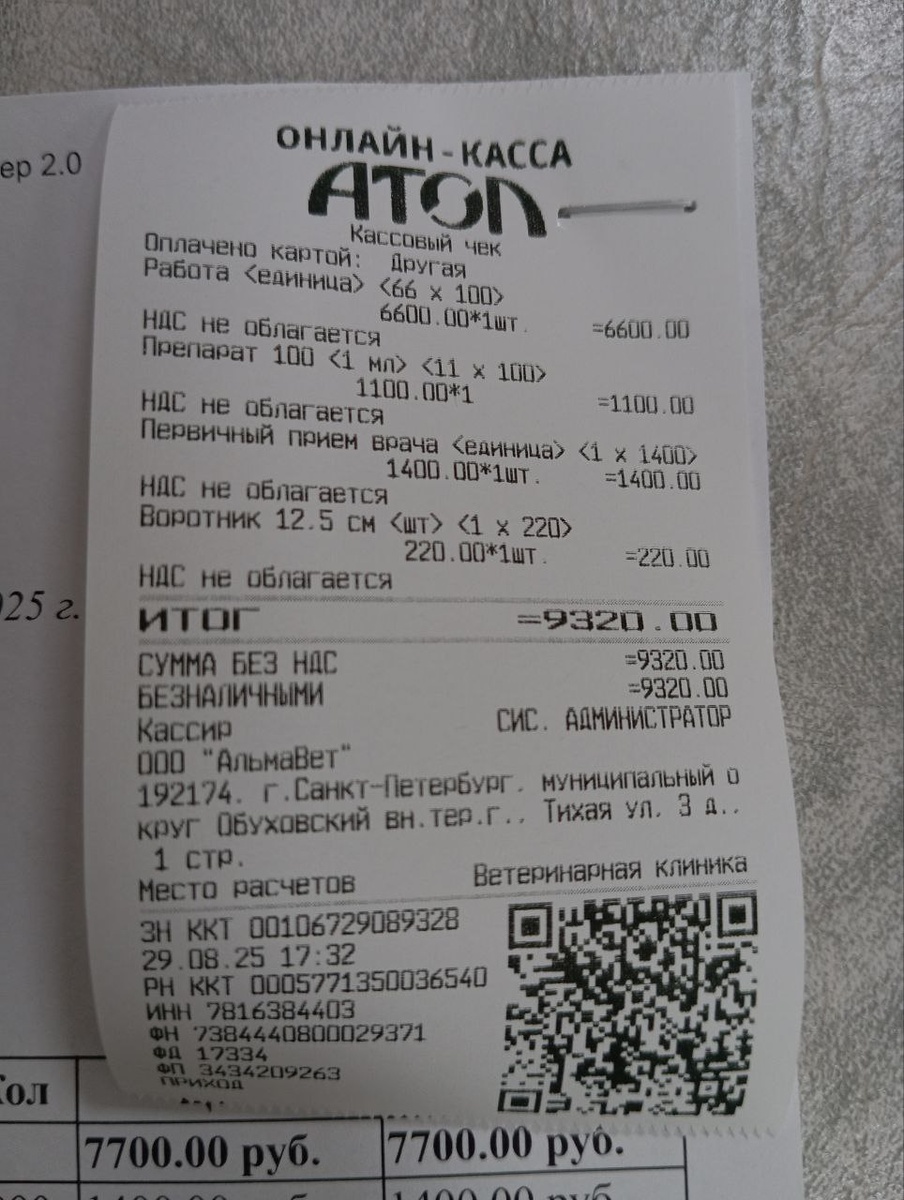 ер 2.0
ОНЛАЙН-КАССА
АТОЛ
Кассовый чек
Оплачено картой: Другая
Работа <единица> <66 x 100>
6600.00*1шт. =6600.00
НДС не облагается
Препарат 100 <1 мл> <11 x 100>
1100.00*1 =1100.00
НДС не облагается
Первичный прием врача <единица> <1 x 1400>
1400.00*1шт. =1400.00
НДС не облагается
Воротник 12.5 см <шт> <1 x 220>
220.00*1шт. =220.00
НДС не облагается
25 г.
ИТОГ =9320.00
СУММА БЕЗ НДС =9320.00
БЕЗНАЛИЧНЫМИ =9320.00
Кассир СИС. АДМИНИСТРАТОР
ООО "АльмаВет"
192174. г.Санкт-Петербург. муниципальный о
круг Обуховский вн.тер.г.. Тихая ул. 3 д..
1 стр.
Место расчетов Ветеринарная клиника
ЗН ККТ 00106729089328
29.08.25 17:32
РН ККТ 0005771350036540
ИНН 7816384403
ФН 7384440800029371
ФД 17334
ФП 3434209263
ПРИХОД
Кол
7700.00 руб. 7700.00 руб.
1400.00 руб